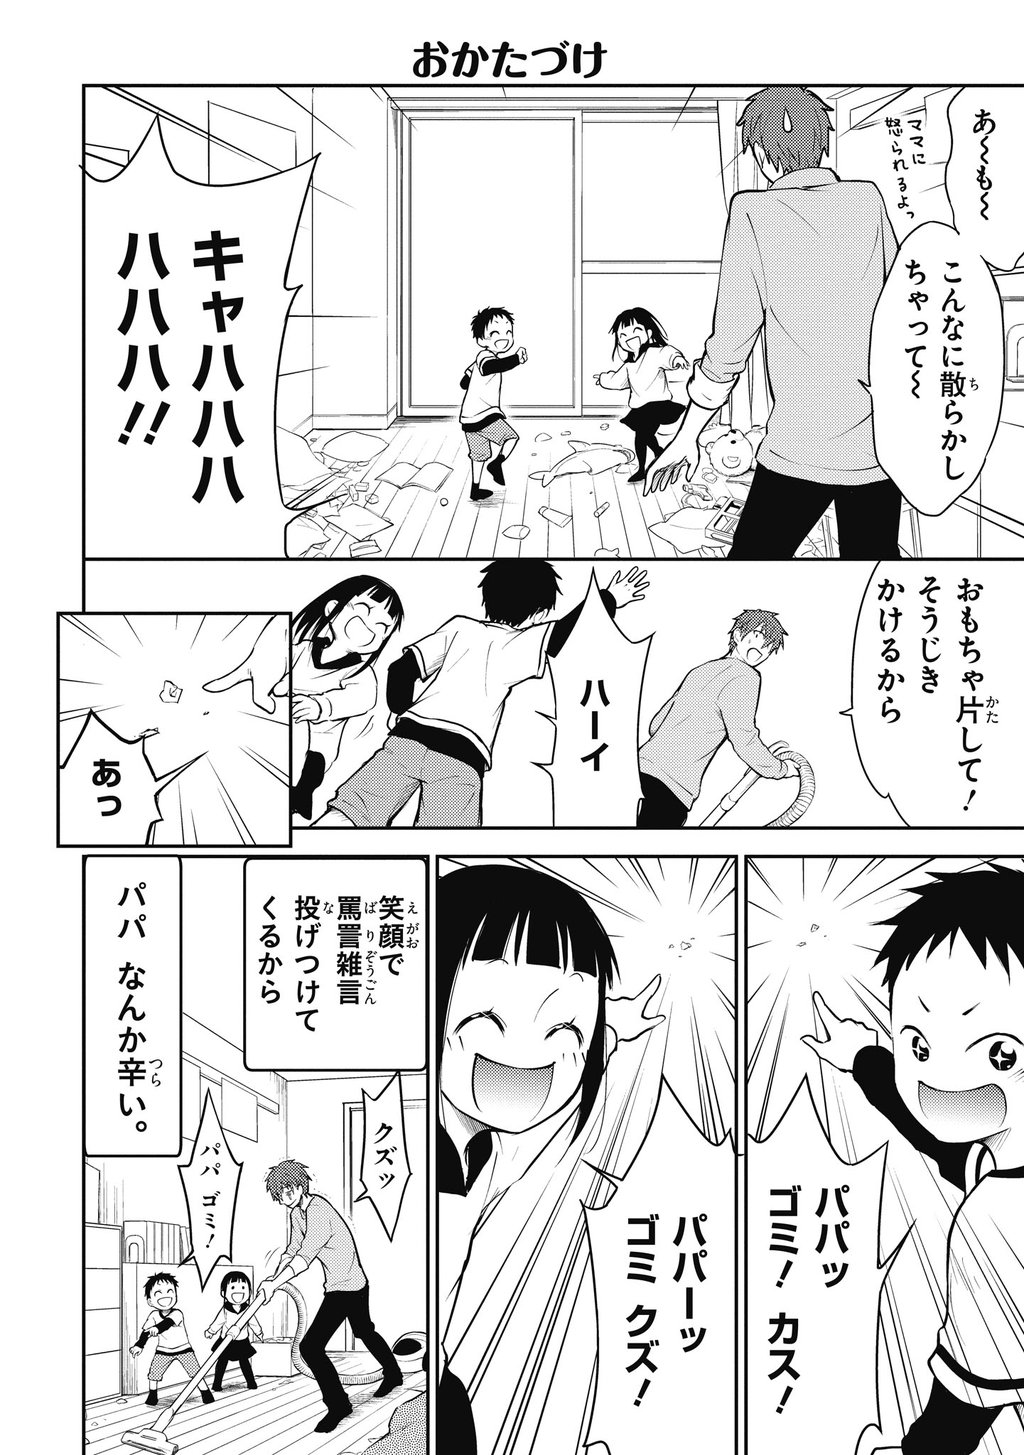 おかたづけ
あ〜も〜
こんなに散らかし
ちゃって〜
ママに
怒られるよっ
キャハハハハ
ハハハ!!
おもちゃ片して!
そうじき
かけるから
ハーイ
あっ
パパッ
ゴミ! カス!
パパーッ
ゴミ クズ!
笑顔で
罵詈雑言
投げつけて
くるから
クズッ
パパ ゴミ!
パパ なんか辛い。